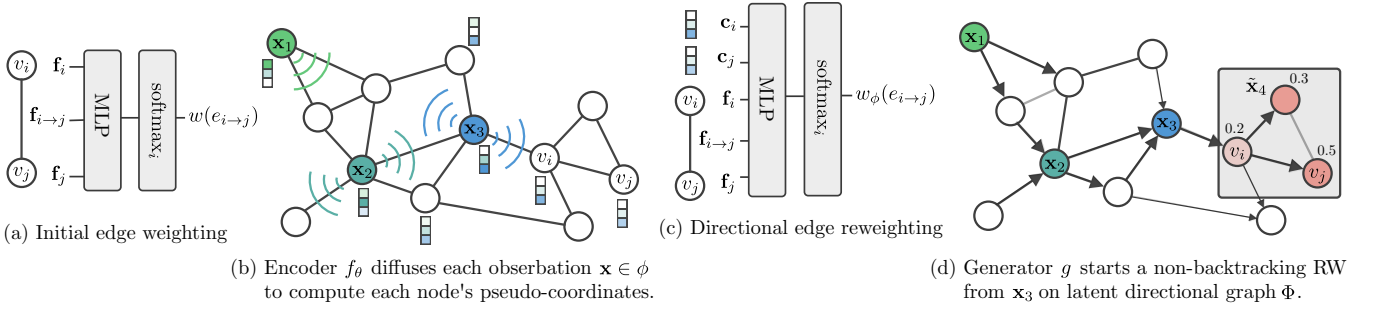 v_i
f_i
f_{i→j}
v_j
f_j
MLP
softmax_i
w(e_{i→j})
(a) Initial edge weighting
x_1
x_2
x_3
v_i
v_j
(b) Encoder f_θ diffuses each obserbation x ∈ ϕ
to compute each node's pseudo-coordinates.
c_i
c_j
v_i
f_i
f_{i→j}
v_j
f_j
MLP
softmax_i
w_ϕ(e_{i→j})
(c) Directional edge reweighting
x_1
x_2
x_3
x̃_4
0.3
0.2
v_i
0.5
v_j
(d) Generator g starts a non-backtracking RW
from x_3 on latent directional graph Φ.